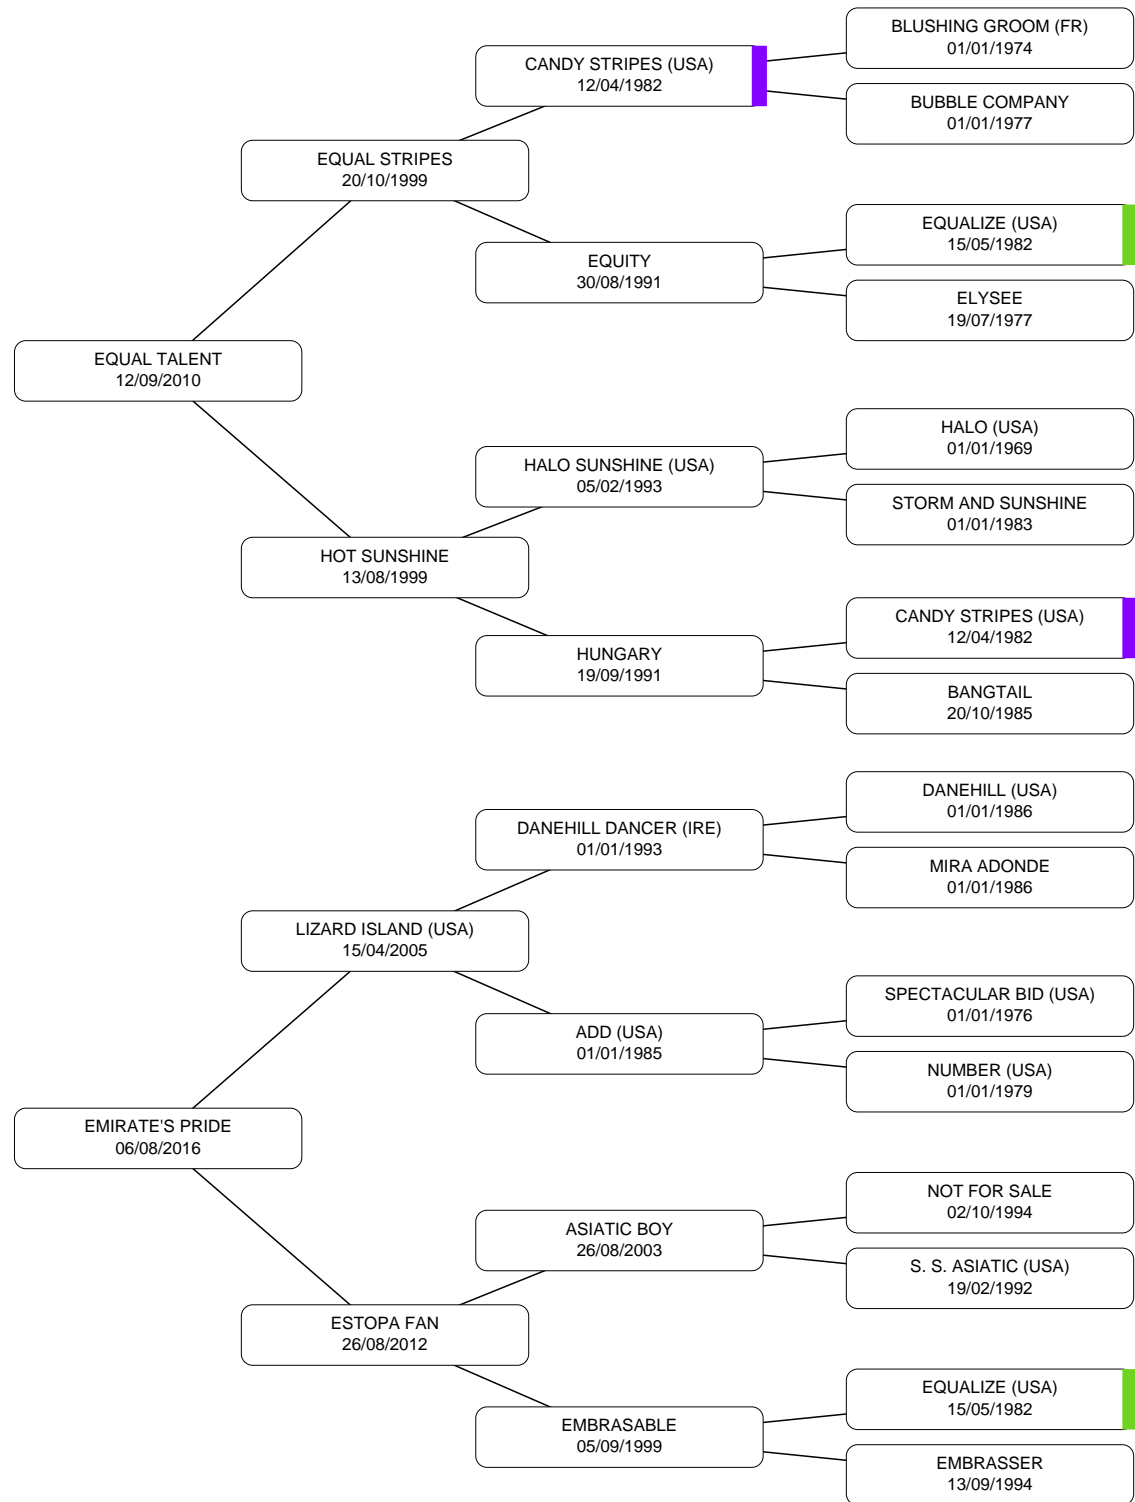 BLUSHING GROOM (FR)
01/01/1974
CANDY STRIPES (USA)
12/04/1982
BUBBLE COMPANY
01/01/1977
EQUAL STRIPES
20/10/1999
EQUALIZE (USA)
15/05/1982
EQUITY
30/08/1991
ELYSEE
19/07/1977
EQUAL TALENT
12/09/2010
HALO (USA)
01/01/1969
HALO SUNSHINE (USA)
05/02/1993
STORM AND SUNSHINE
01/01/1983
HOT SUNSHINE
13/08/1999
CANDY STRIPES (USA)
12/04/1982
HUNGARY
19/09/1991
BANGTAIL
20/10/1985
DANEHILL (USA)
01/01/1986
DANEHILL DANCER (IRE)
01/01/1993
MIRA ADONDE
01/01/1986
LIZARD ISLAND (USA)
15/04/2005
SPECTACULAR BID (USA)
01/01/1976
ADD (USA)
01/01/1985
NUMBER (USA)
01/01/1979
EMIRATE'S PRIDE
06/08/2016
NOT FOR SALE
02/10/1994
ASIATIC BOY
26/08/2003
S. S. ASIATIC (USA)
19/02/1992
ESTOPA FAN
26/08/2012
EQUALIZE (USA)
15/05/1982
EMBRASABLE
05/09/1999
EMBRASSER
13/09/1994